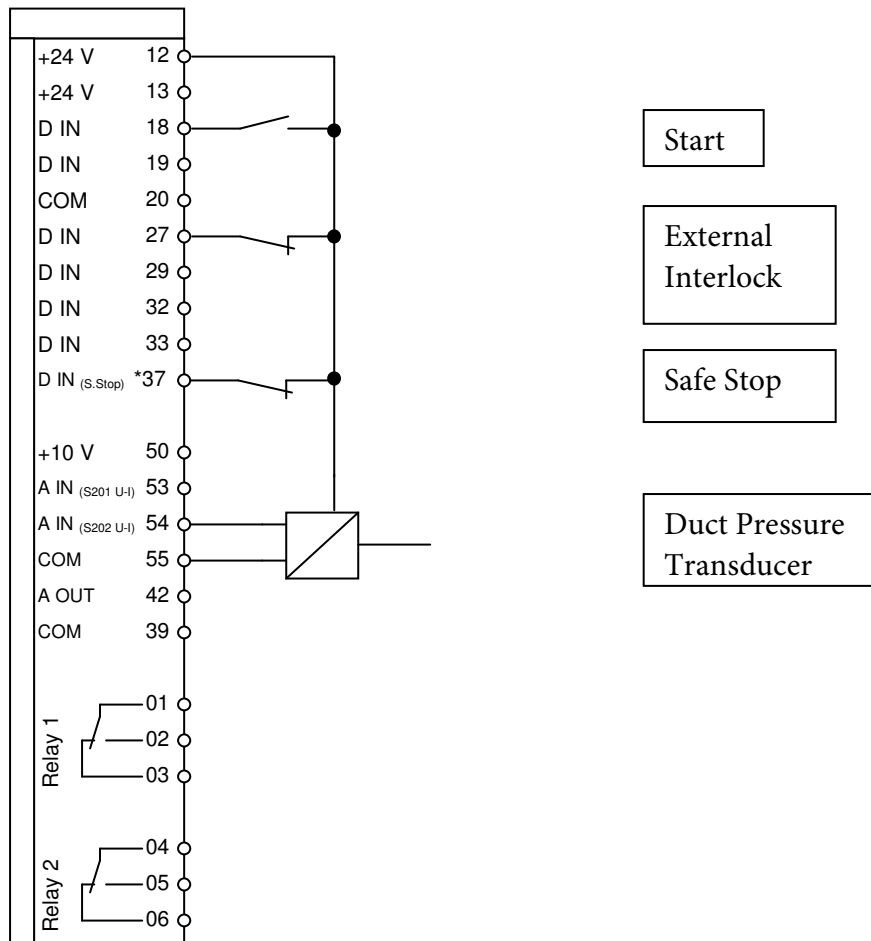 +24 V 12
+24 V 13
D IN 18
Start
D IN 19
COM 20
D IN 27
External
Interlock
D IN 29
D IN 32
D IN 33
D IN (S.Stop) *37
Safe Stop
+10 V 50
A IN (S201 U-I) 53
A IN (S202 U-I) 54
Duct Pressure
Transducer
COM 55
A OUT 42
COM 39
Relay 1
01
02
03
Relay 2
04
05
06